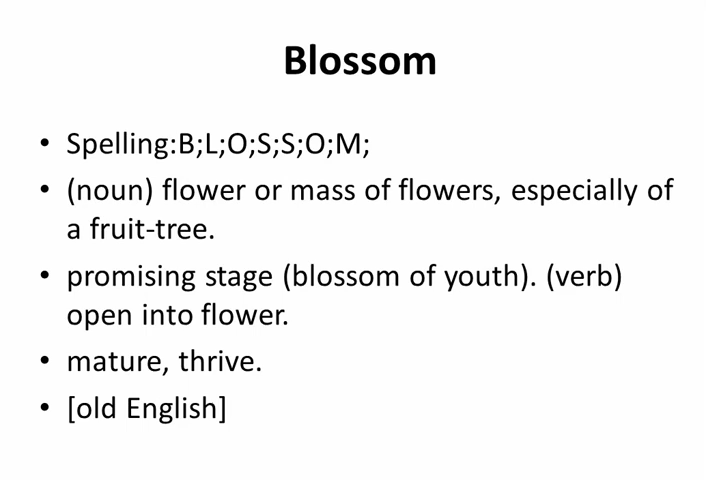 Blossom
• Spelling:B;L;O;S;S;O;M;
• (noun) flower or mass of flowers, especially of
a fruit-tree.
• promising stage (blossom of youth). (verb)
open into flower.
• mature, thrive.
• [old English]